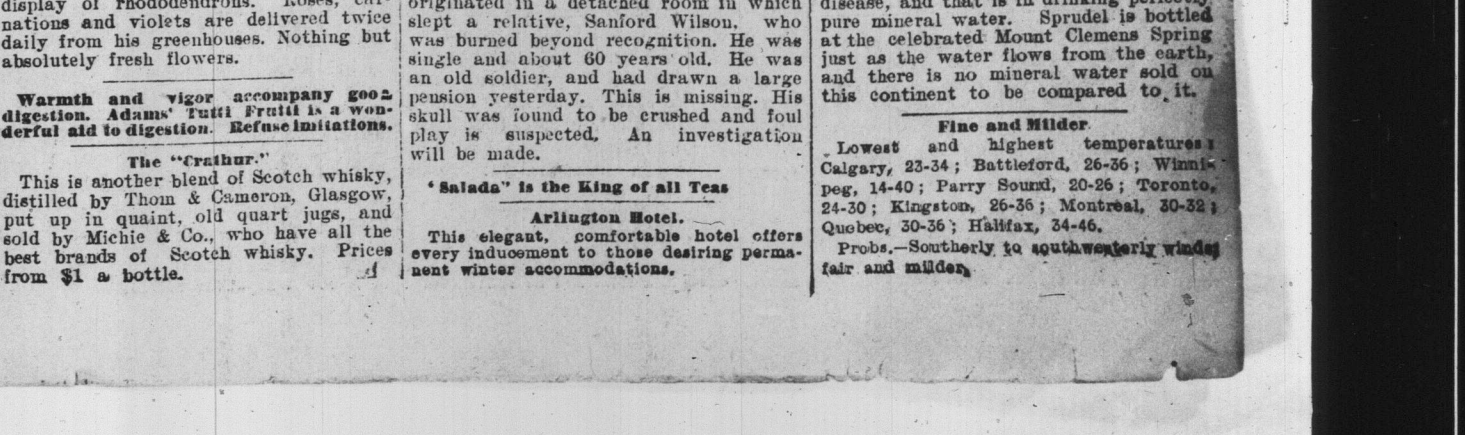 display of rhododendrons. Roses, car-
nations and violets are delivered twice
daily from his greenhouses. Nothing but
absolutely fresh flowers.
Warmth and vigor accompany good
digestion. Adams' Tutti Frutti is a won-
derful aid to digestion. Refuse imitations.
The "Crathur."
This is another blend of Scotch whisky,
distilled by Thom & Cameron, Glasgow,
put up in quaint, old quart jugs, and
sold by Michie & Co., who have all the
best brands of Scotch whisky. Prices
from $1 a bottle.
originated in a detached room in which
slept a relative, Sanford Wilson, who
was burned beyond recognition. He was
single and about 60 years old. He was
an old soldier, and had drawn a large
pension yesterday. This is missing. His
skull was found to be crushed and foul
play is suspected. An investigation
will be made.
'Salada" is the King of all Teas
Arlington Hotel.
This elegant, comfortable hotel offers
every inducement to those desiring perma-
nent winter accommodations.
disease, and that is in drinking perfectly
pure mineral water. Sprudel is bottled
at the celebrated Mount Clemens Spring
just as the water flows from the earth,
and there is no mineral water sold on
this continent to be compared to it.
Fine and Milder.
Lowest and highest temperatures:
Calgary, 23-34; Battleford, 26-36; Winni-
peg, 14-40; Parry Sound, 20-26; Toronto,
24-30; Kingston, 26-36; Montreal, 30-32;
Quebec, 30-36; Halifax, 34-46.
Probs.—Southerly to southwesterly winds;
fair and milder.